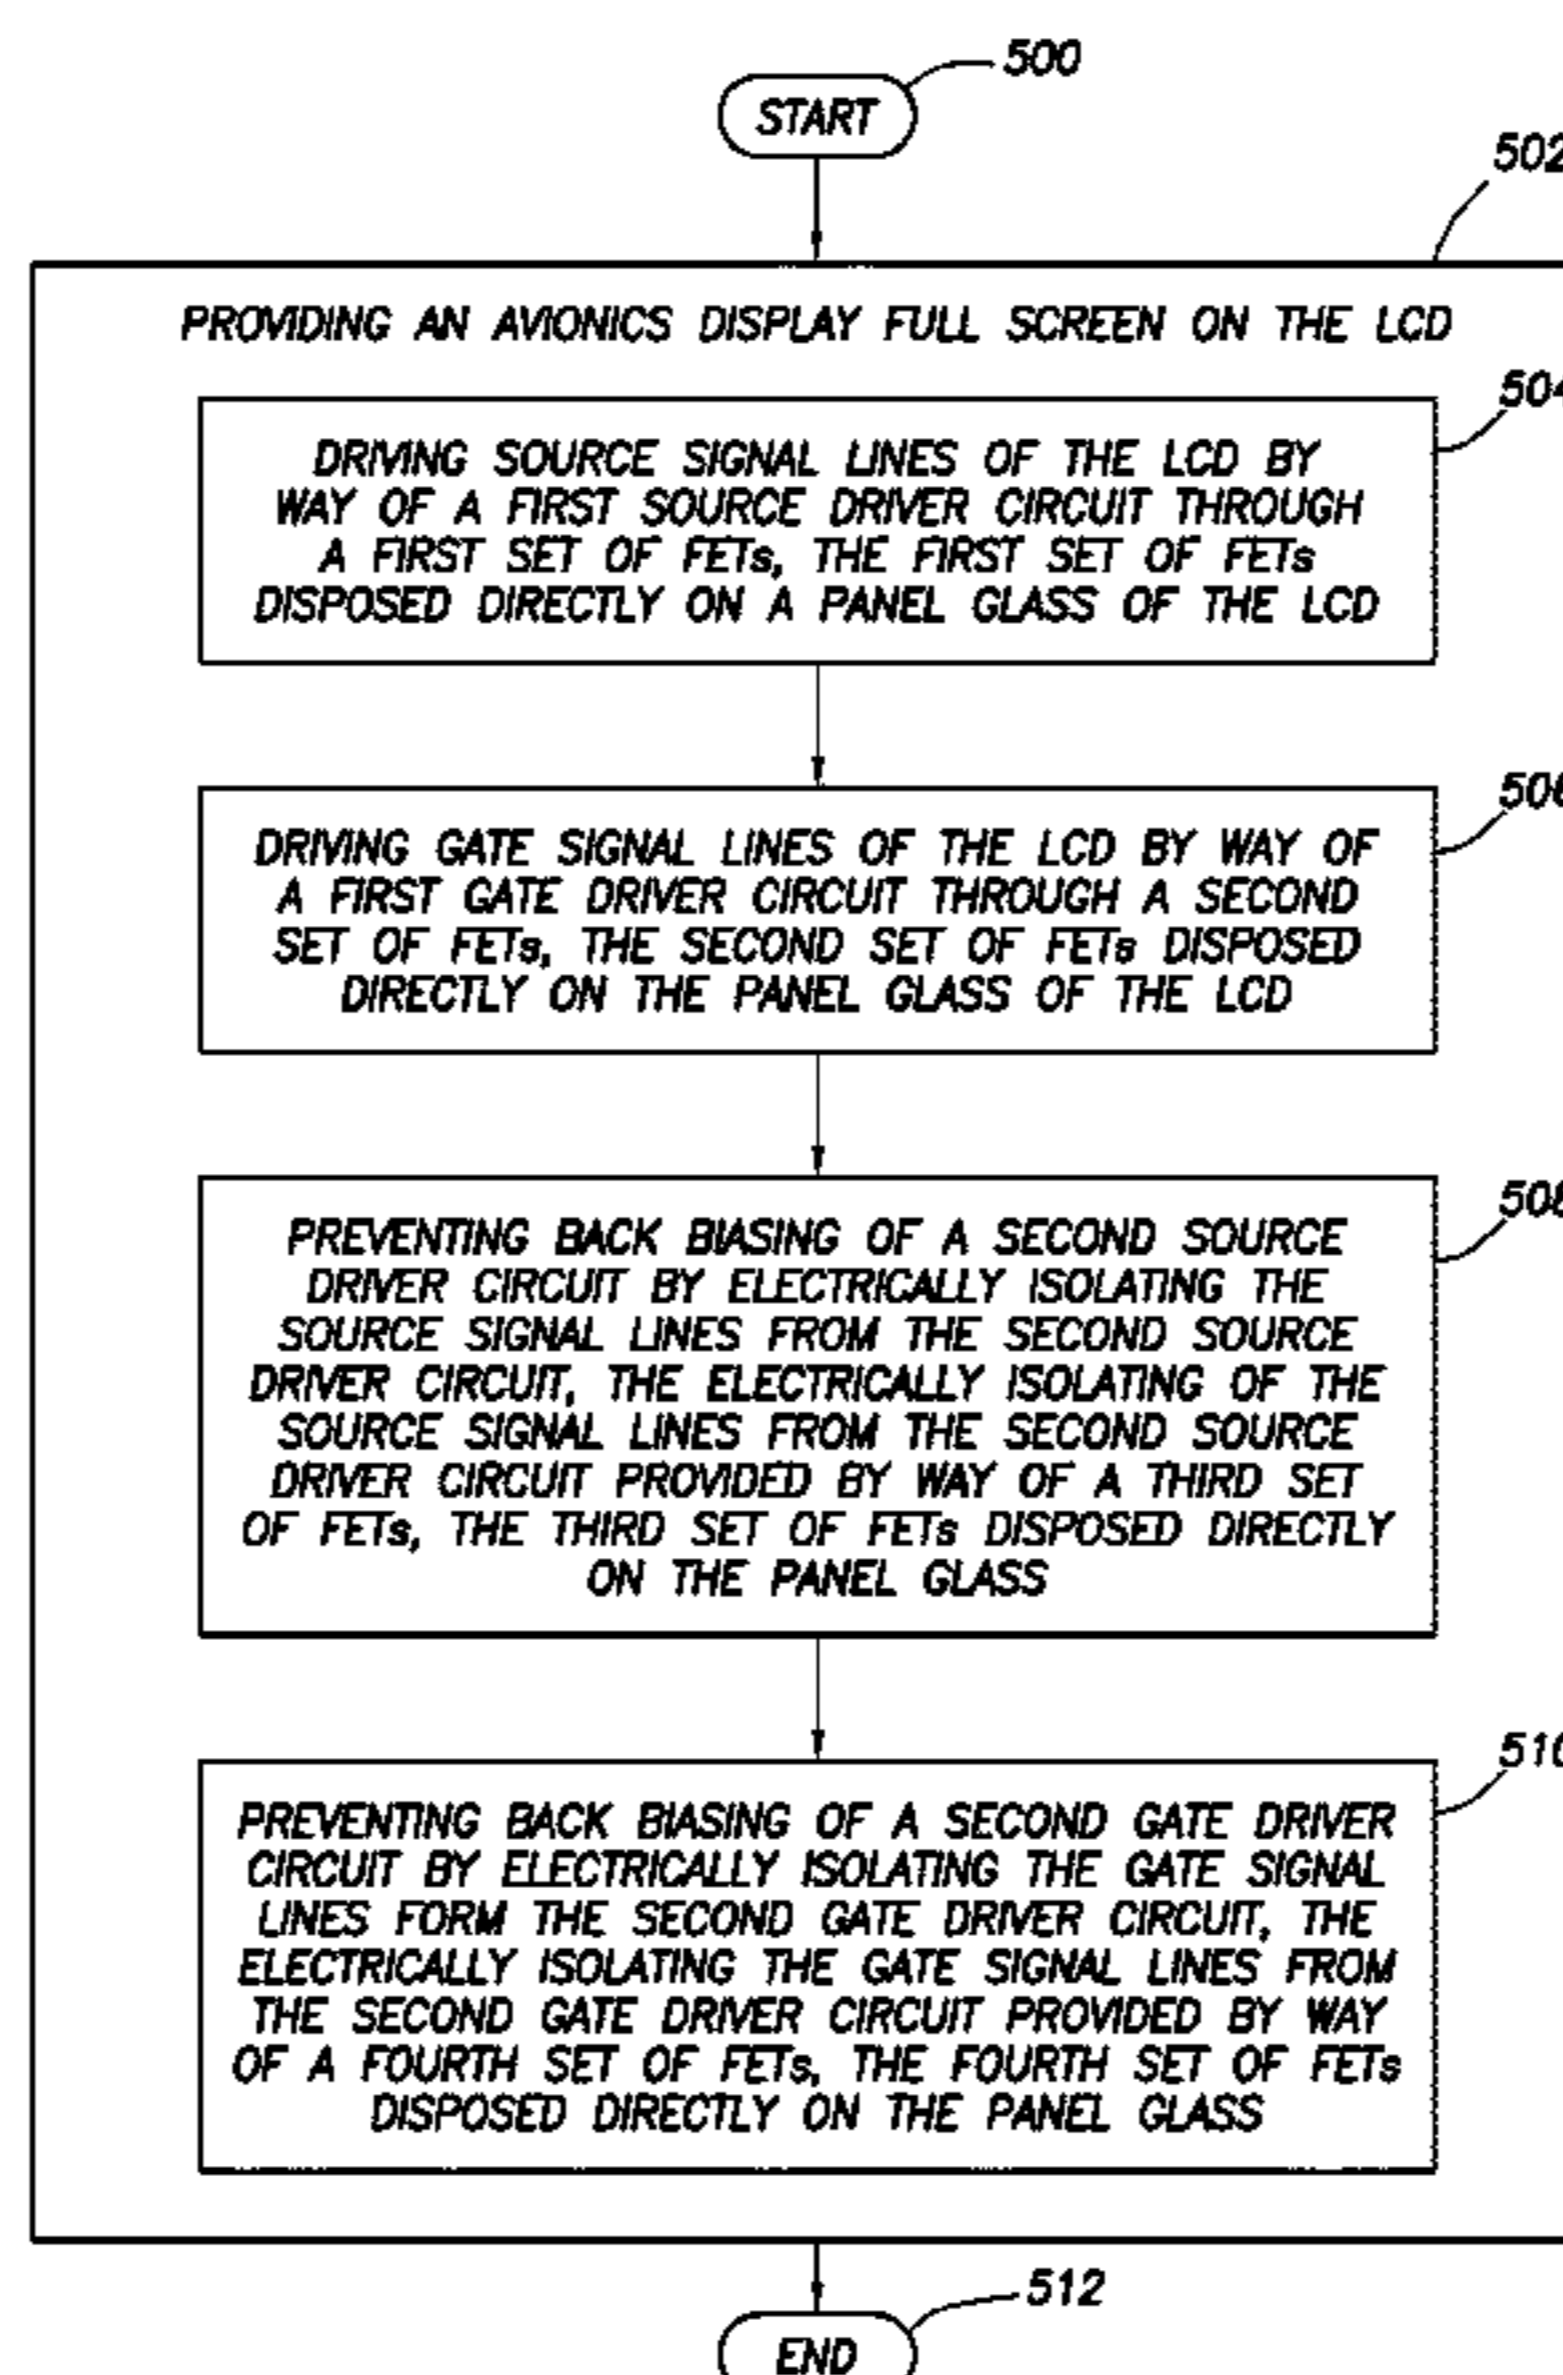 500
START
502
PROVIDING AN AVIONICS DISPLAY FULL SCREEN ON THE LCD
504
DRIVING SOURCE SIGNAL LINES OF THE LCD BY
WAY OF A FIRST SOURCE DRIVER CIRCUIT THROUGH
A FIRST SET OF FETs, THE FIRST SET OF FETs
DISPOSED DIRECTLY ON A PANEL GLASS OF THE LCD
506
DRIVING GATE SIGNAL LINES OF THE LCD BY WAY OF
A FIRST GATE DRIVER CIRCUIT THROUGH A SECOND
SET OF FETs, THE SECOND SET OF FETs DISPOSED
DIRECTLY ON THE PANEL GLASS OF THE LCD
508
PREVENTING BACK BIASING OF A SECOND SOURCE
DRIVER CIRCUIT BY ELECTRICALLY ISOLATING THE
SOURCE SIGNAL LINES FROM THE SECOND SOURCE
DRIVER CIRCUIT, THE ELECTRICALLY ISOLATING OF THE
SOURCE SIGNAL LINES FROM THE SECOND SOURCE
DRIVER CIRCUIT PROVIDED BY WAY OF A THIRD SET
OF FETs, THE THIRD SET OF FETs DISPOSED DIRECTLY
ON THE PANEL GLASS
510
PREVENTING BACK BIASING OF A SECOND GATE DRIVER
CIRCUIT BY ELECTRICALLY ISOLATING THE GATE SIGNAL
LINES FORM THE SECOND GATE DRIVER CIRCUIT, THE
ELECTRICALLY ISOLATING THE GATE SIGNAL LINES FROM
THE SECOND GATE DRIVER CIRCUIT PROVIDED BY WAY
OF A FOURTH SET OF FETs, THE FOURTH SET OF FETs
DISPOSED DIRECTLY ON THE PANEL GLASS
512
END